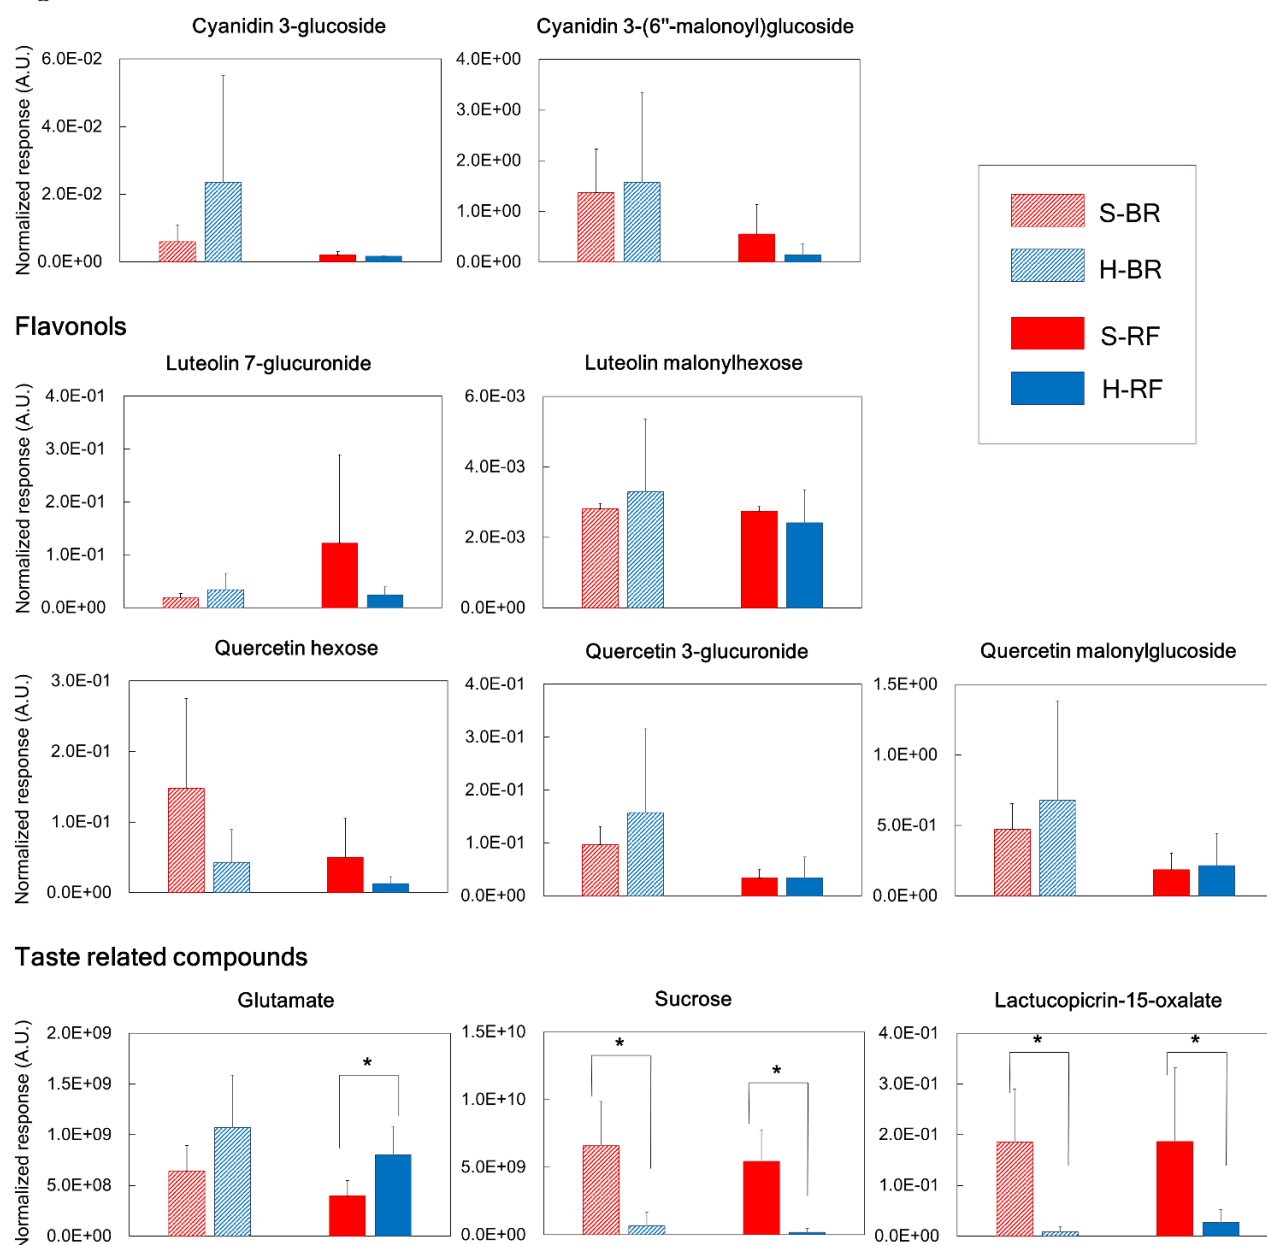 Cyanidin 3-glucoside
Cyanidin 3-(6"-malonoyl)glucoside
Normalized response (A.U.)
6.0E-02
4.0E-02
2.0E-02
0.0E+00
4.0E+00
3.0E+00
2.0E+00
1.0E+00
0.0E+00
S-BR
H-BR
S-RF
H-RF
Flavonols
Luteolin 7-glucuronide
Luteolin malonylhexose
Normalized response (A.U.)
4.0E-01
3.0E-01
2.0E-01
1.0E-01
0.0E+00
6.0E-03
4.0E-03
2.0E-03
0.0E+00
Quercetin hexose
Quercetin 3-glucuronide
Quercetin malonylglucoside
Normalized response (A.U.)
3.0E-01
2.0E-01
1.0E-01
0.0E+00
4.0E-01
3.0E-01
2.0E-01
1.0E-01
0.0E+00
1.5E+00
1.0E+00
5.0E-01
0.0E+00
Taste related compounds
Glutamate
Sucrose
Lactucopicrin-15-oxalate
Normalized response (A.U.)
2.0E+09
1.5E+09
1.0E+09
5.0E+08
0.0E+00
*
1.5E+10
1.0E+10
5.0E+09
0.0E+00
*
*
4.0E-01
3.0E-01
2.0E-01
1.0E-01
0.0E+00
*
*